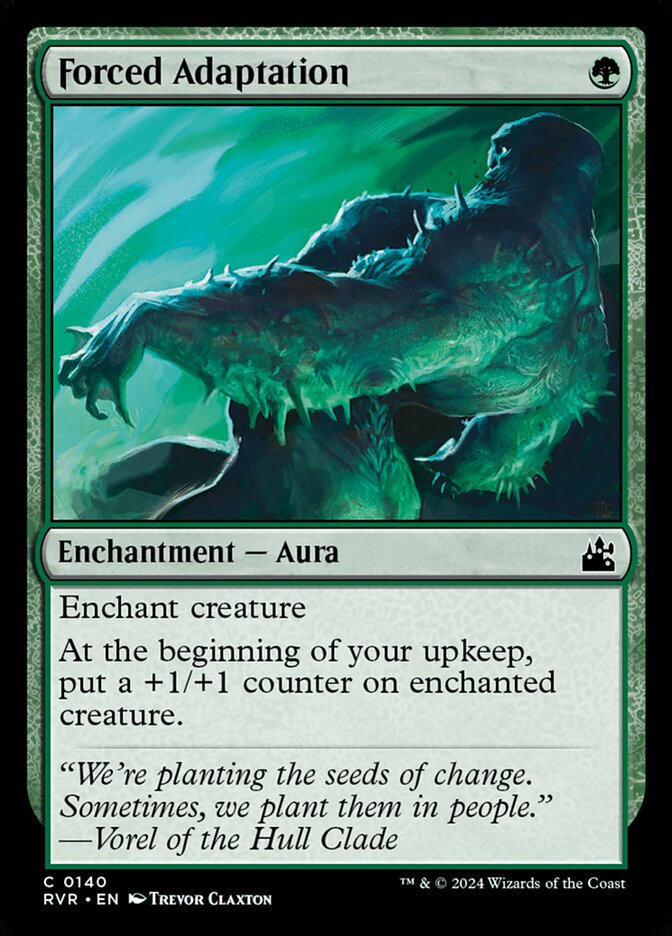 Forced Adaptation
Enchantment — Aura
Enchant creature
At the beginning of your upkeep,
put a +1/+1 counter on enchanted
creature.
“We’re planting the seeds of change.
Sometimes, we plant them in people.”
—Vorel of the Hull Clade
C 0140
™ & © 2024 Wizards of the Coast
RVR • EN Trevor Claxton